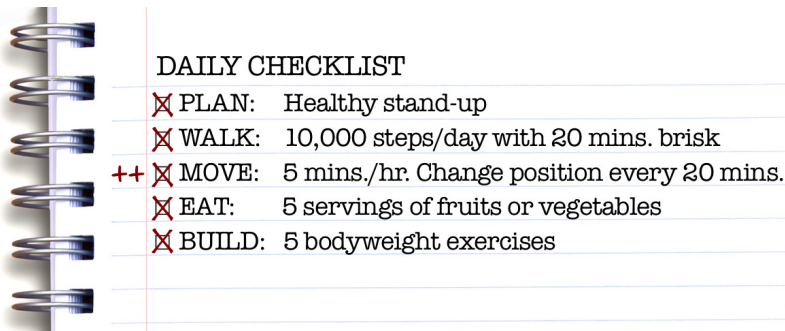 DAILY CHECKLIST
☒ PLAN: Healthy stand-up
☒ WALK: 10,000 steps/day with 20 mins. brisk
++ ☒ MOVE: 5 mins./hr. Change position every 20 mins.
☒ EAT: 5 servings of fruits or vegetables
☒ BUILD: 5 bodyweight exercises